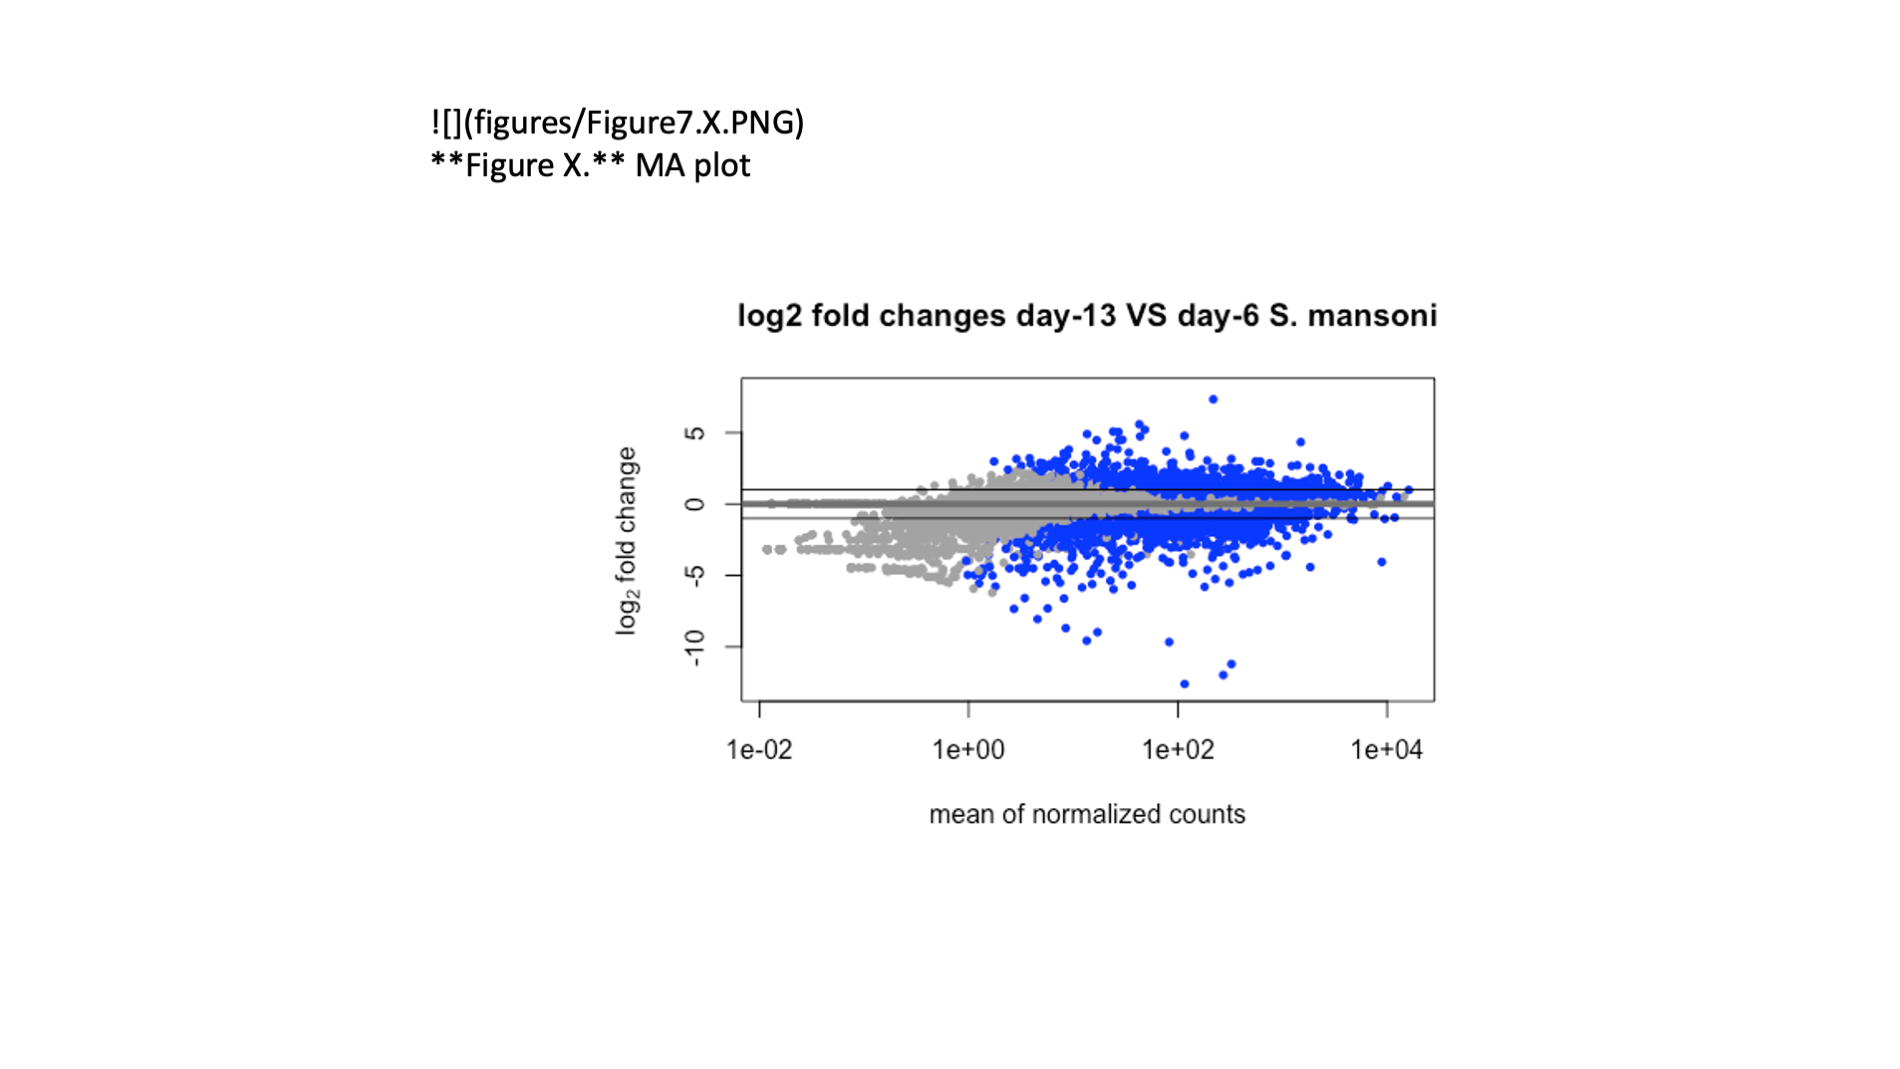 ![](figures/Figure7.X.PNG)
**Figure X.** MA plot
log2 fold changes day-13 VS day-6 S. mansoni
log₂ fold change
5
0
-5
-10
1e-02 1e+00 1e+02 1e+04
mean of normalized counts